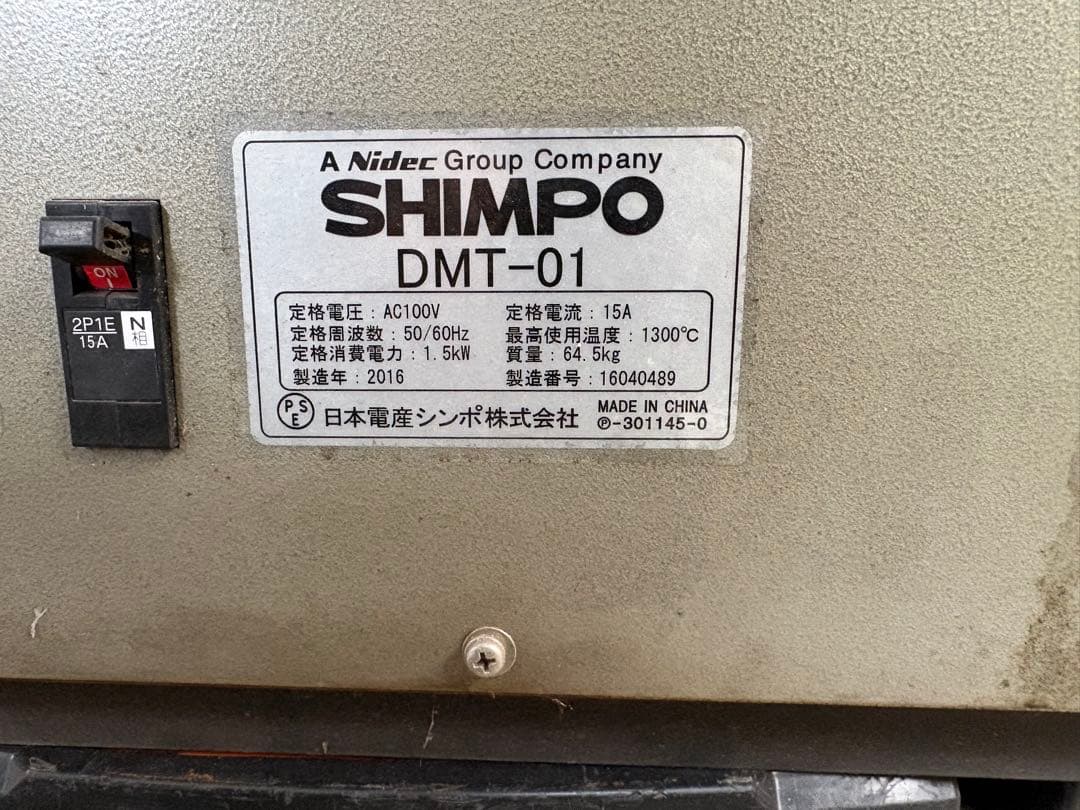 A Nidec Group Company
SHIMPO
DMT-01
定格電圧：AC100V 定格電流：15A
定格周波数：50/60Hz 最高使用温度：1300℃
定格消費電力：1.5kW 質量：64.5kg
製造年：2016 製造番号：16040489
PSE 日本電産シンポ株式会社 MADE IN CHINA
Ⓟ-301145-0
ON
2P1E N
15A 相